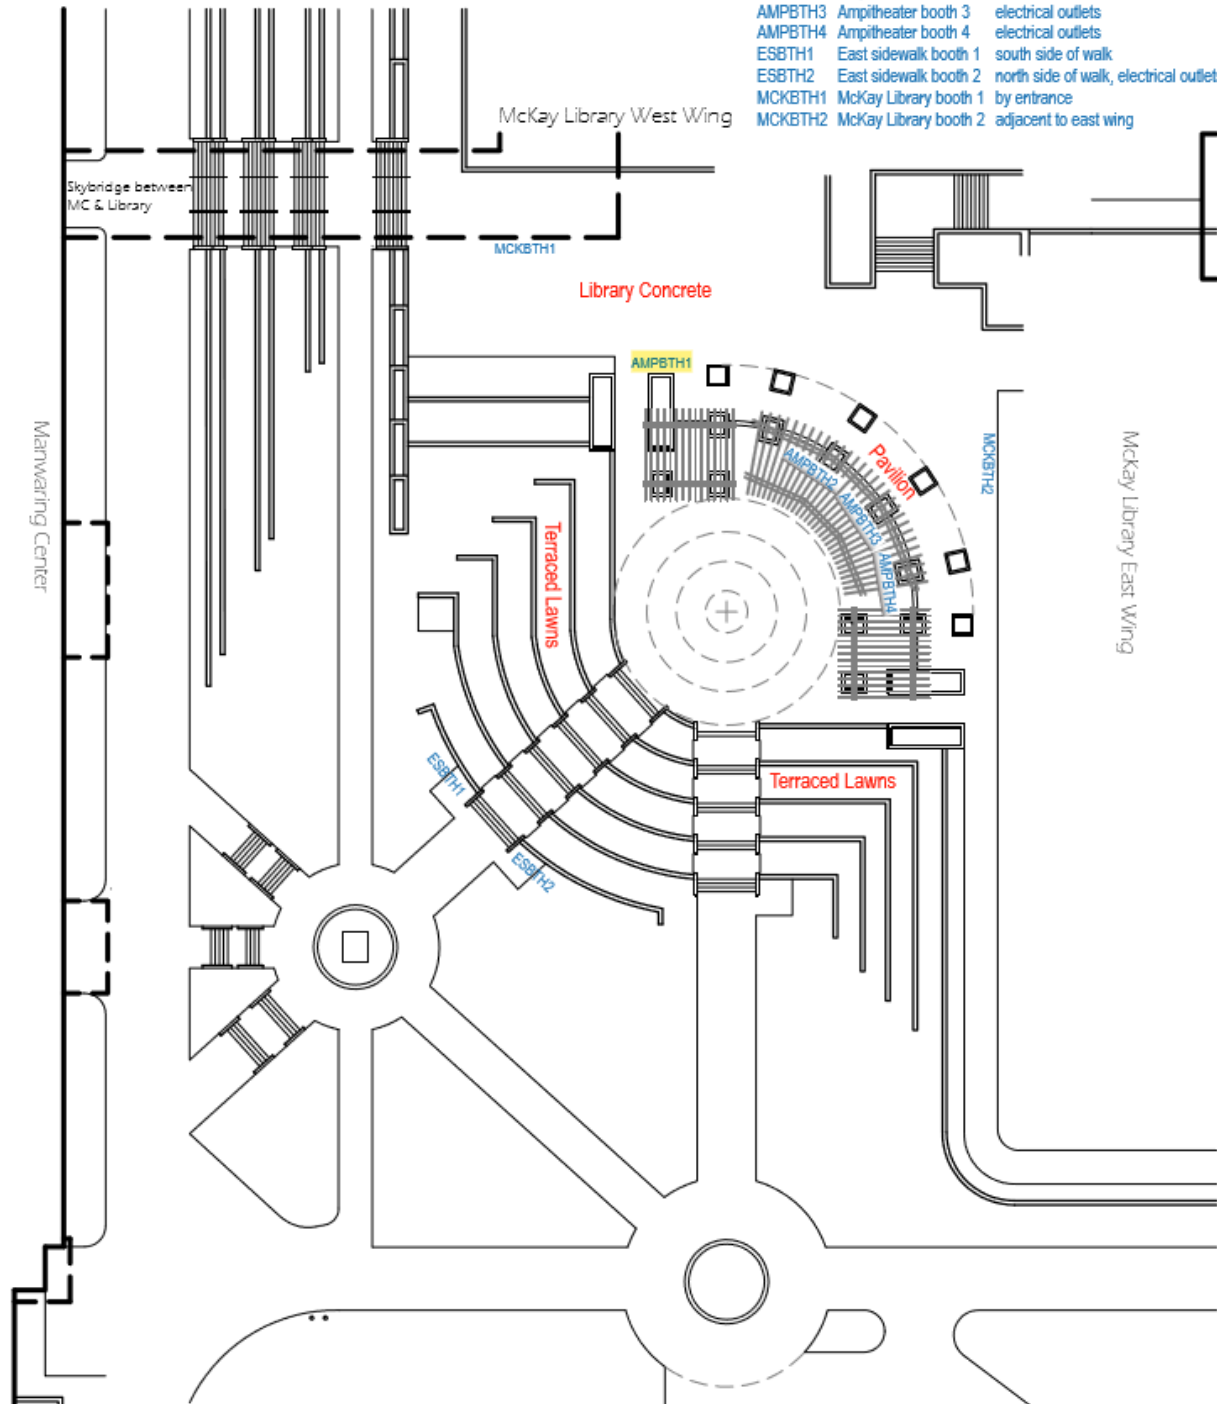 AMPBTH3 Ampitheater booth 3 electrical outlets
AMPBTH4 Ampitheater booth 4 electrical outlets
ESBTH1 East sidewalk booth 1 south side of walk
ESBTH2 East sidewalk booth 2 north side of walk, electrical outlets
MCKBTH1 McKay Library booth 1 by entrance
MCKBTH2 McKay Library booth 2 adjacent to east wing
McKay Library West Wing
Skybridge between
MC & Library
MCKBTH1
Library Concrete
AMPBTH1
Manwaring Center
Terraced Lawns
AMPBTH2
Pavilion
AMPBTH3
AMPBTH4
MCKBTH2
McKay Library East Wing
ESBTH1
Terraced Lawns
ESBTH2